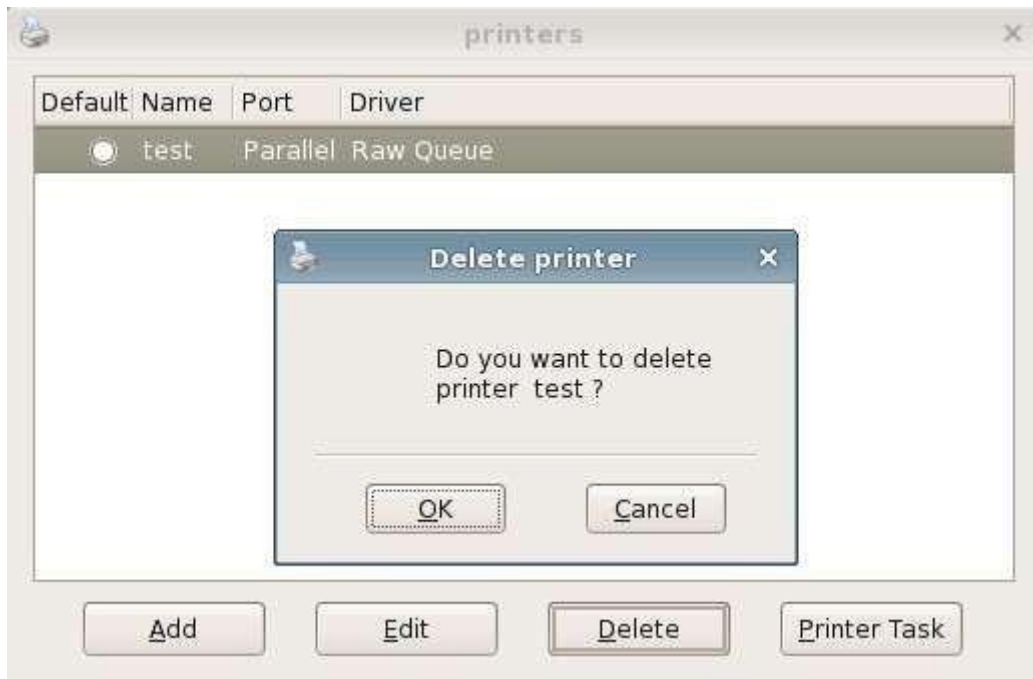 printers
Default Name Port Driver
test Parallel Raw Queue
Delete printer
Do you want to delete
printer test ?
OK Cancel
Add Edit Delete Printer Task